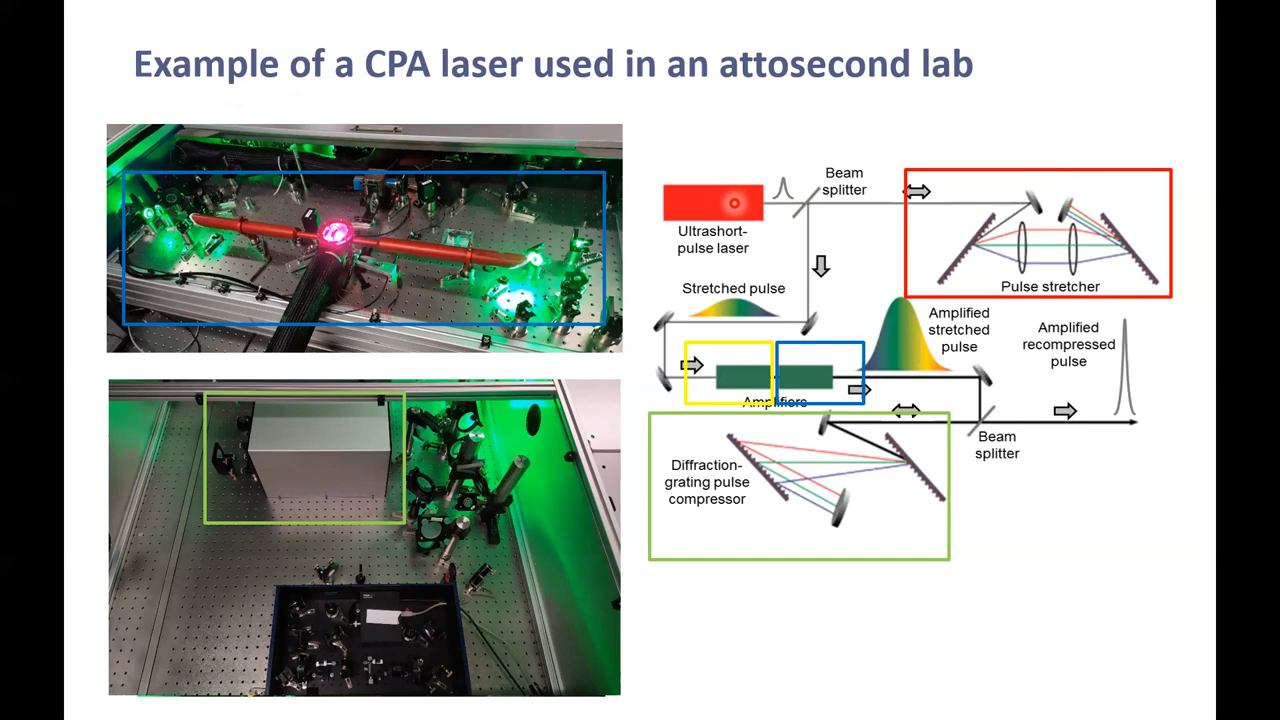 Example of a CPA laser used in an attosecond lab
Beam
splitter
Ultrashort-
pulse laser
Pulse stretcher
Stretched pulse
Amplified
stretched
pulse
Amplified
recompressed
pulse
Amplifiers
Beam
splitter
Diffraction-
grating pulse
compressor